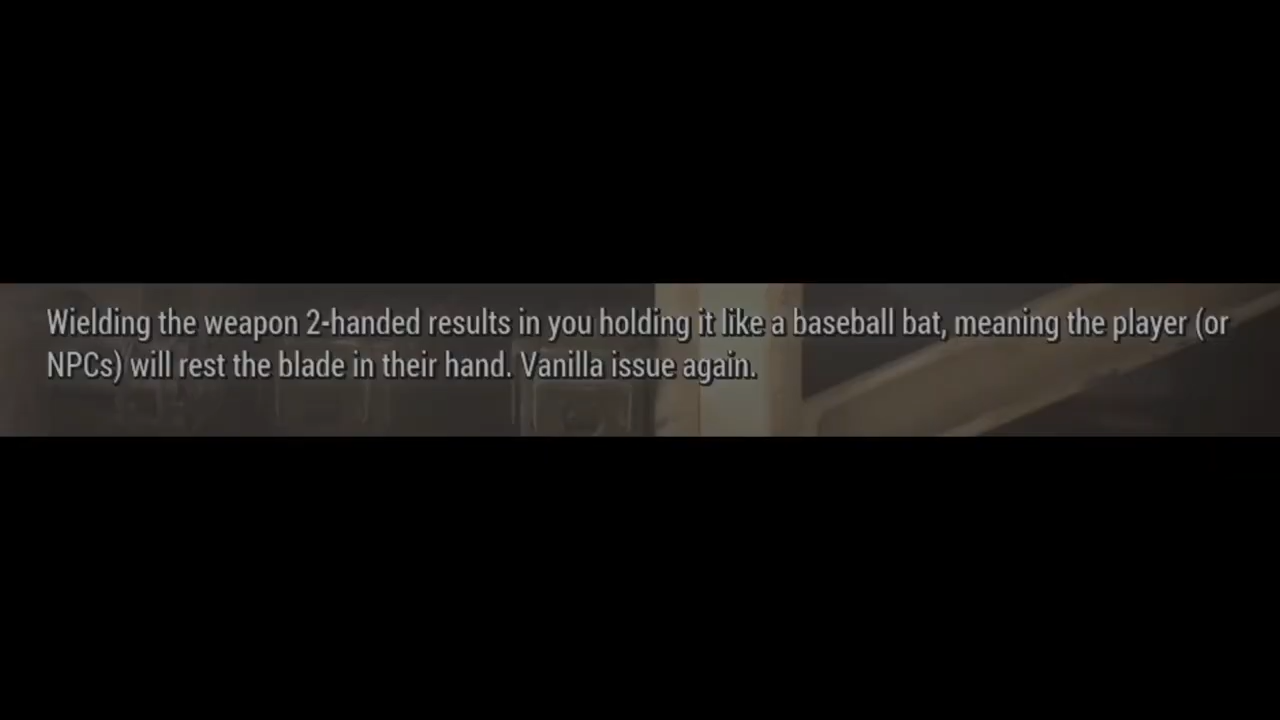 Wielding the weapon 2-handed results in you holding it like a baseball bat, meaning the player (or
NPCs) will rest the blade in their hand. Vanilla issue again.